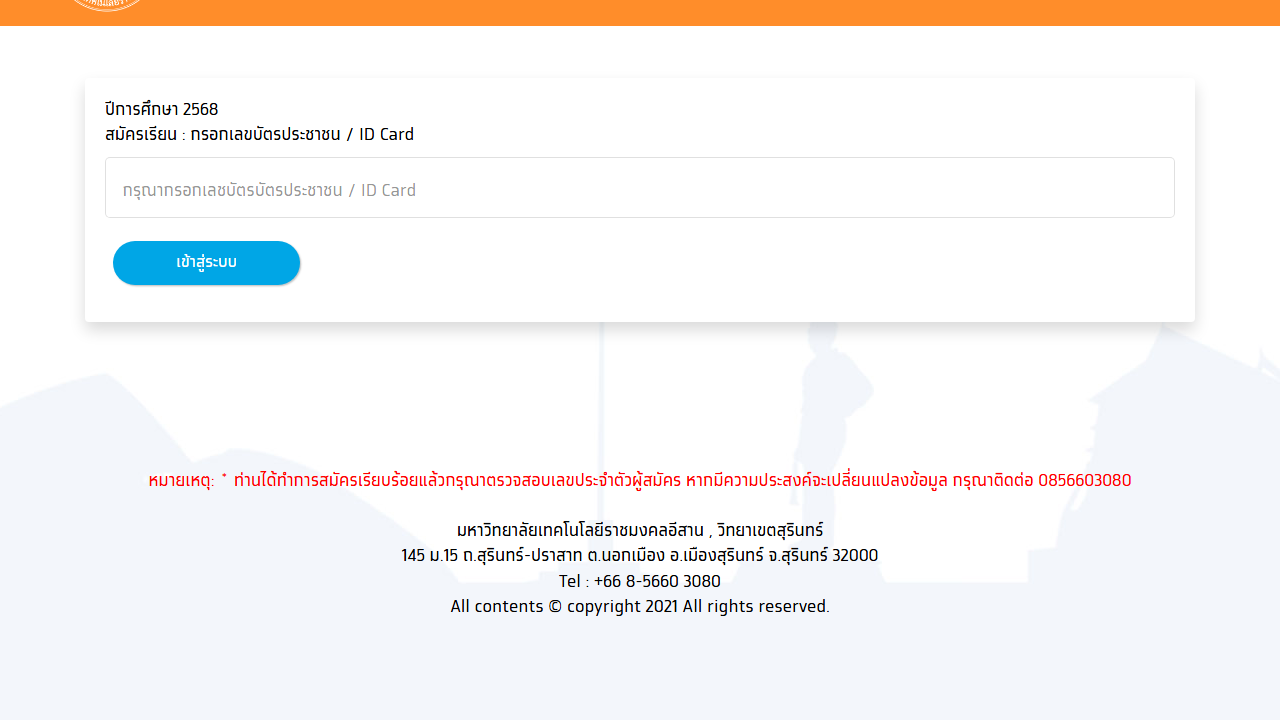 ปีการศึกษา 2568
สมัครเรียน : กรอกเลขบัตรประชาชน / ID Card
กรุณากรอกเลขบัตรบัตรประชาชน / ID Card
เข้าสู่ระบบ
หมายเหตุ: * ท่านได้ทำการสมัครเรียบร้อยแล้วกรุณาตรวจสอบเลขประจำตัวผู้สมัคร หากมีความประสงค์จะเปลี่ยนแปลงข้อมูล กรุณาติดต่อ 0856603080
มหาวิทยาลัยเทคโนโลยีราชมงคลอีสาน , วิทยาเขตสุรินทร์
145 ม.15 ถ.สุรินทร์-ปราสาท ต.นอกเมือง อ.เมืองสุรินทร์ จ.สุรินทร์ 32000
Tel : +66 8-5660 3080
All contents © copyright 2021 All rights reserved.